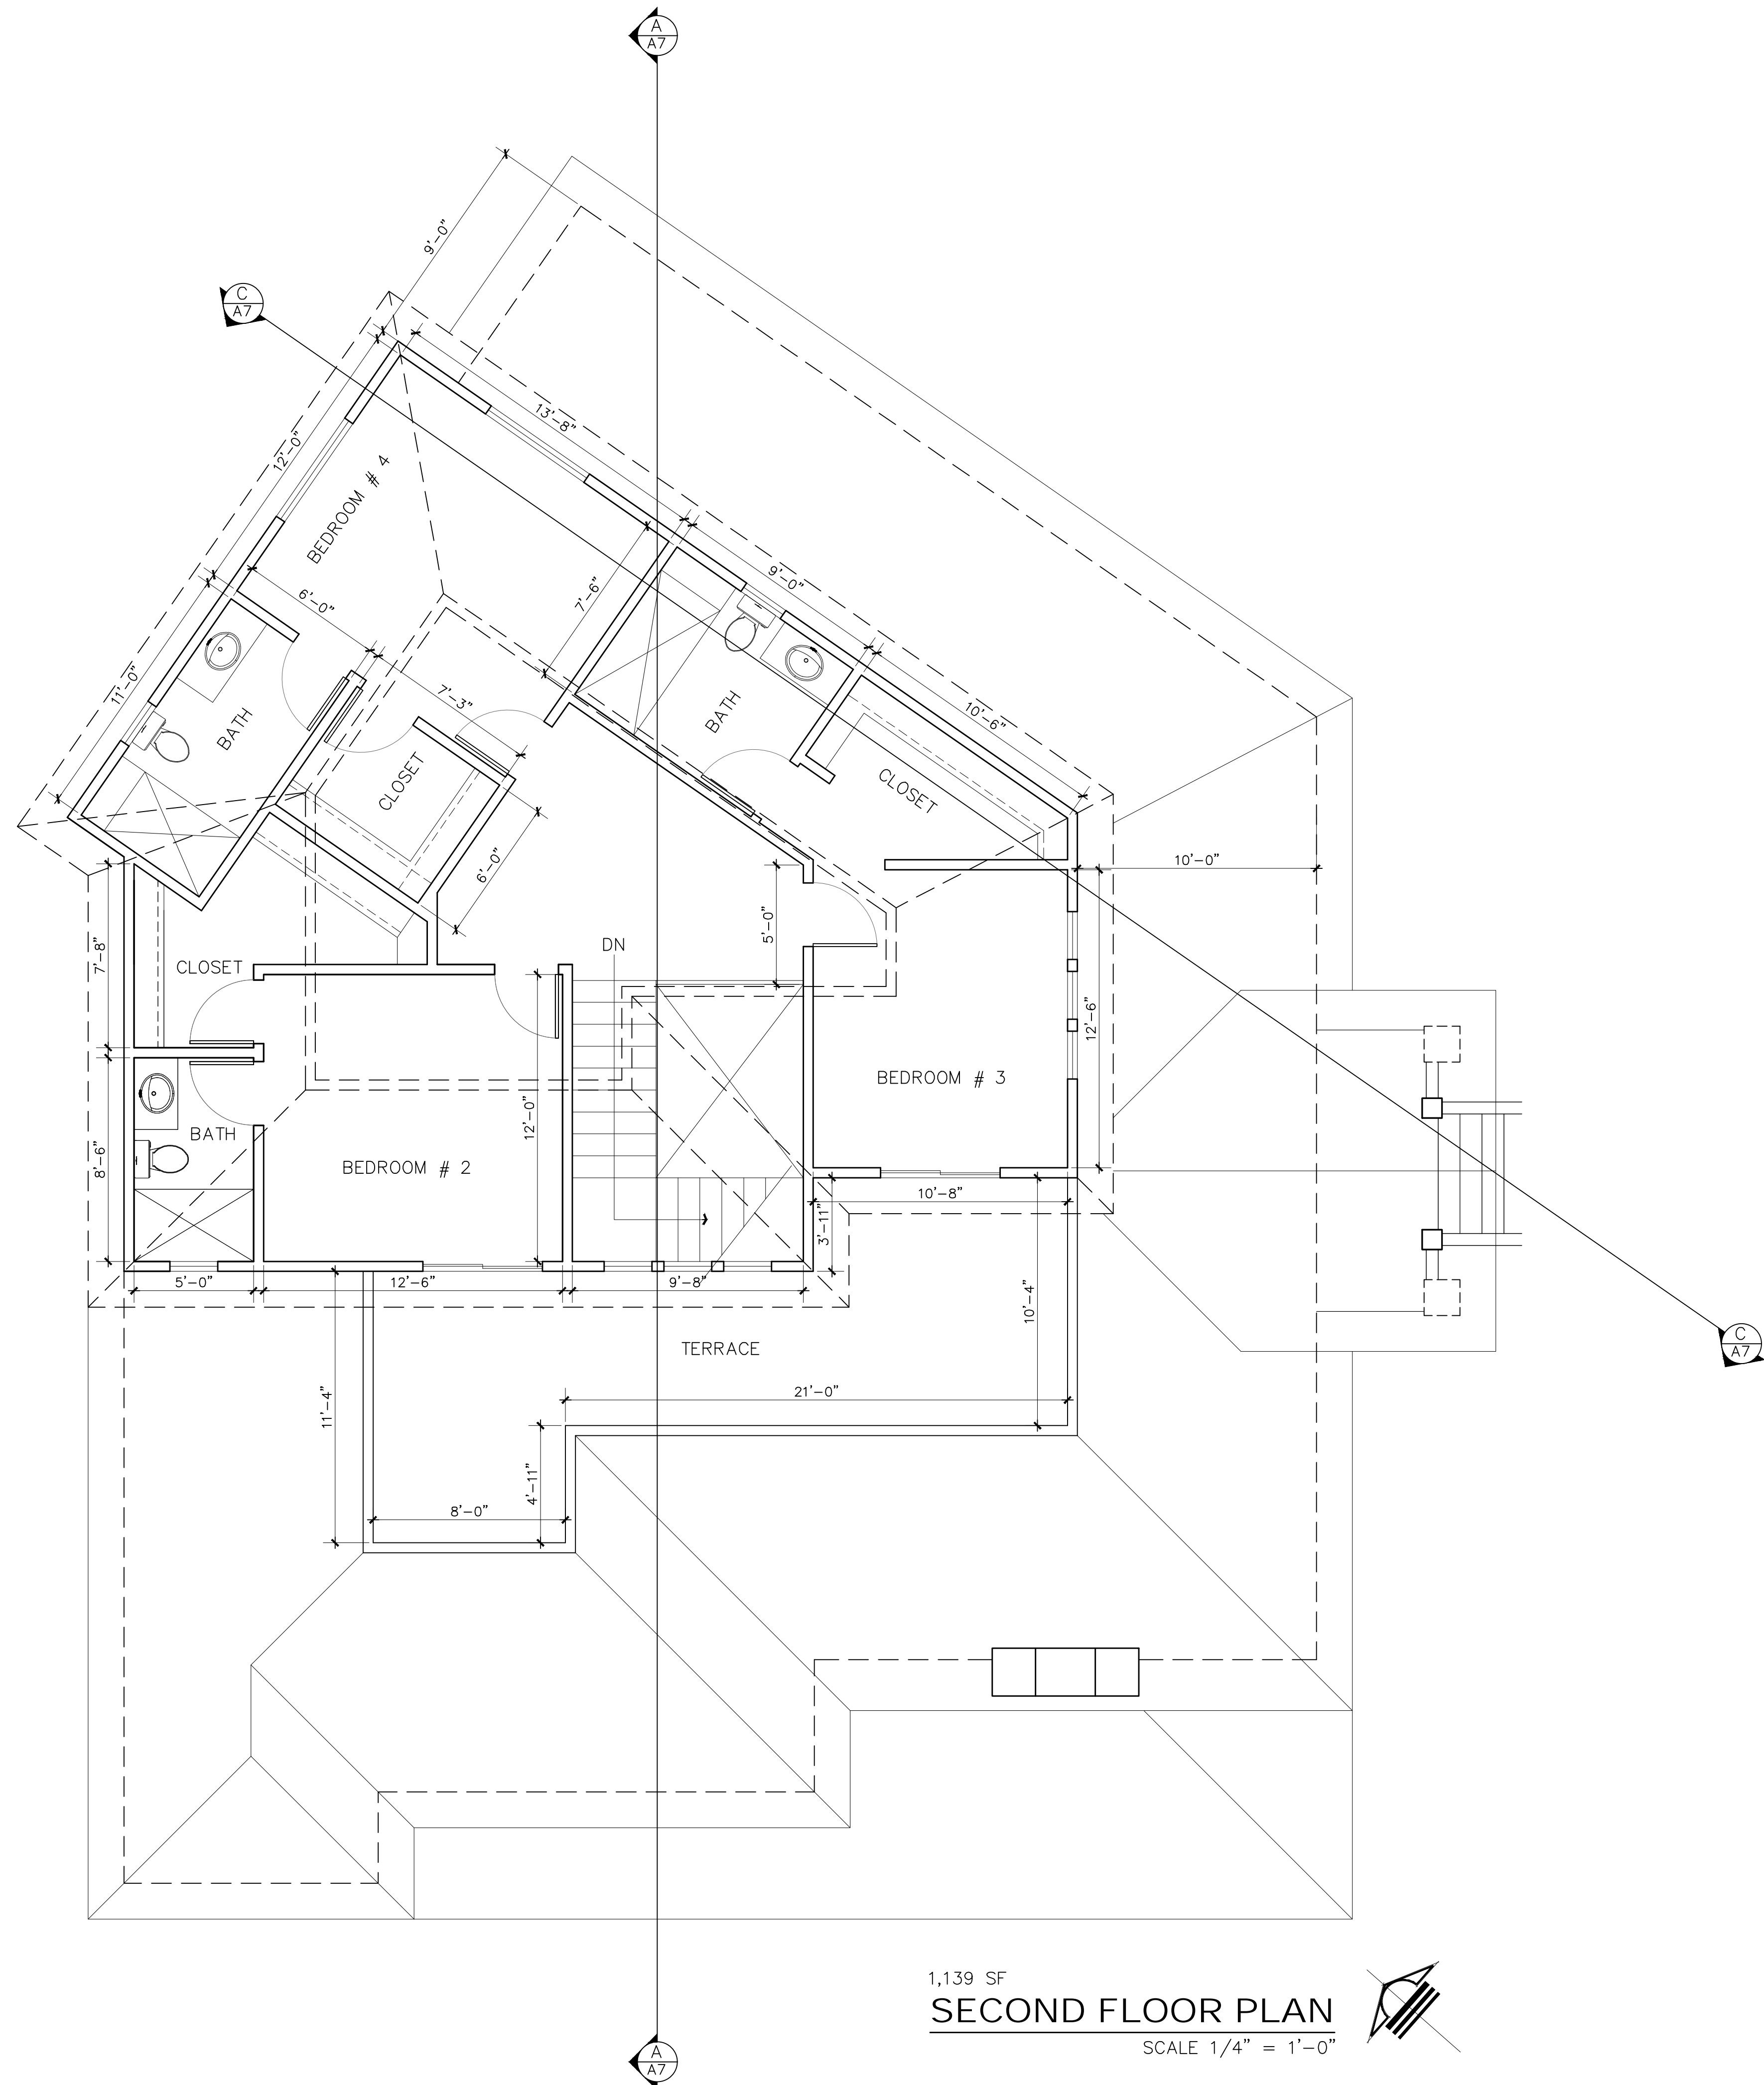 A
A7
9'-0"
C
A7
13'-8"
12'-0"
BEDROOM # 4
9'-0"
7'-6"
6'-0"
11'-0"
7'-3"
BATH
BATH
10'-6"
CLOSET
CLOSET
10'-0"
6'-0"
5'-0"
DN
7'-8"
CLOSET
12'-6"
BEDROOM # 3
12'-0"
BATH
8'-6"
BEDROOM # 2
10'-8"
3'-11"
5'-0"
12'-6"
9'-8"
10'-4"
TERRACE
C
A7
21'-0"
11'-4"
4'-11"
8'-0"
1,139 SF
SECOND FLOOR PLAN
SCALE 1/4" = 1'-0"
A
A7